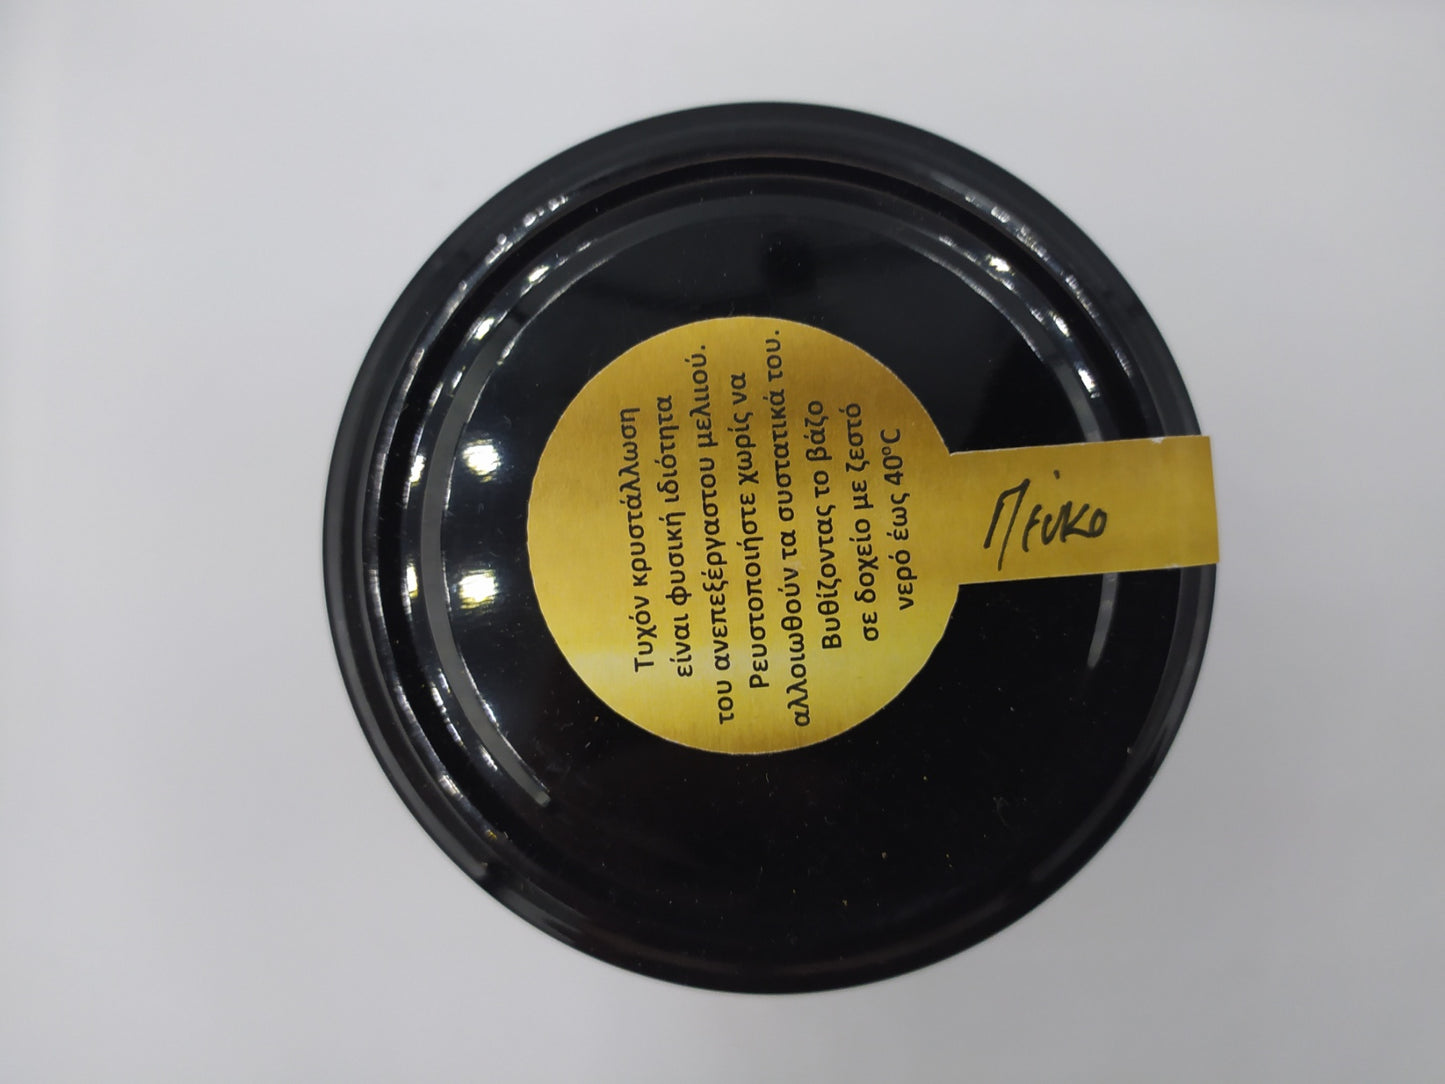 Τυχόν κρυστάλλωση
είναι φυσική ιδιότητα
του ανεπεξέργαστου μελιού.
Ρευστοποιήστε χωρίς να
αλλοιωθούν τα συστατικά του.
Βυθίζοντας το βάζο
σε δοχείο με ζεστό
νερό έως 40°C
Πεύκο